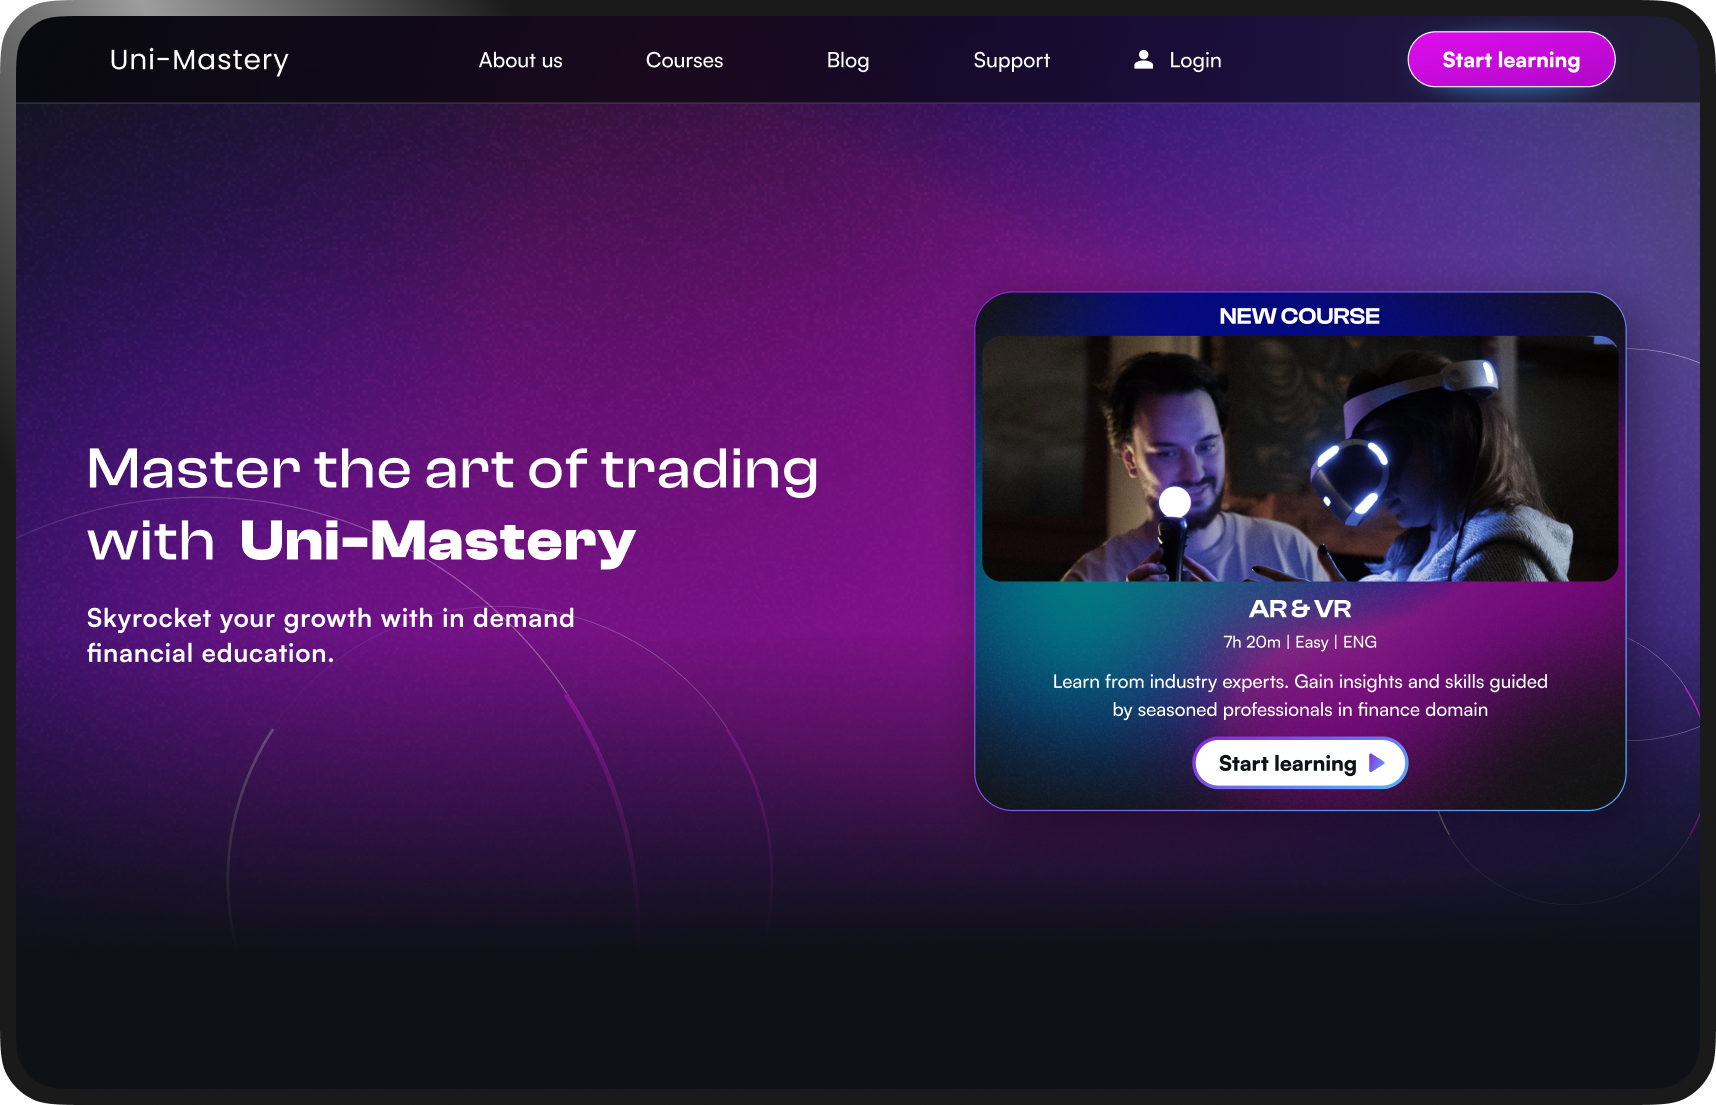 Uni-Mastery
About us
Courses
Blog
Support
Login
Start learning
Master the art of trading
with Uni-Mastery
Skyrocket your growth with in demand
financial education.
NEW COURSE
AR & VR
7h 20m | Easy | ENG
Learn from industry experts. Gain insights and skills guided
by seasoned professionals in finance domain
Start learning